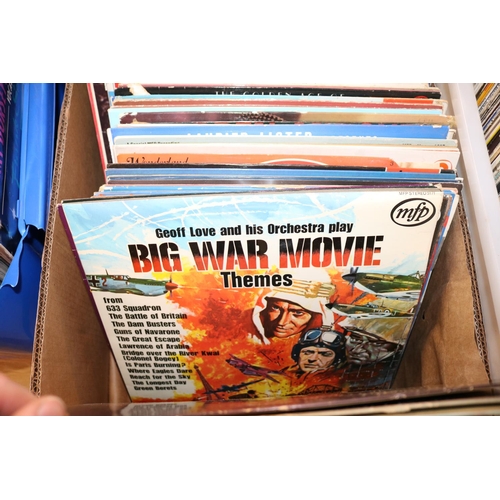 Wonderland
mfp
Geoff Love and his Orchestra play
BIG WAR MOVIE
Themes
from
633 Squadron
The Battle of Britain
The Dam Busters
Guns of Navarone
The Great Escape
Lawrence of Arabia
Bridge over the River Kwai
(Colonel Bogey)
Is Paris Burning?
Where Eagles Dare
Reach for the Sky
The Longest Day
Green Berets